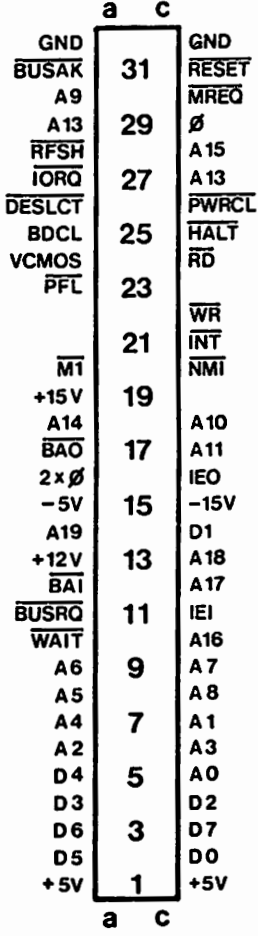 a c
GND GND
BUSAK 31 RESET
A9 MREQ
A13 29 Ø
RFSH A15
IORQ 27 A13
DESLCT PWRCL
BDCL 25 HALT
VCMOS RD
PFL 23
WR
21 INT
M1 NMI
+15V 19
A14 A10
BAO 17 A11
2xØ IEO
-5V 15 -15V
A19 D1
+12V 13 A18
BAI A17
BUSRQ 11 IEI
WAIT A16
A6 9 A7
A5 A8
A4 7 A1
A2 A3
D4 5 A0
D3 D2
D6 3 D7
D5 D0
+5V 1 +5V
a c